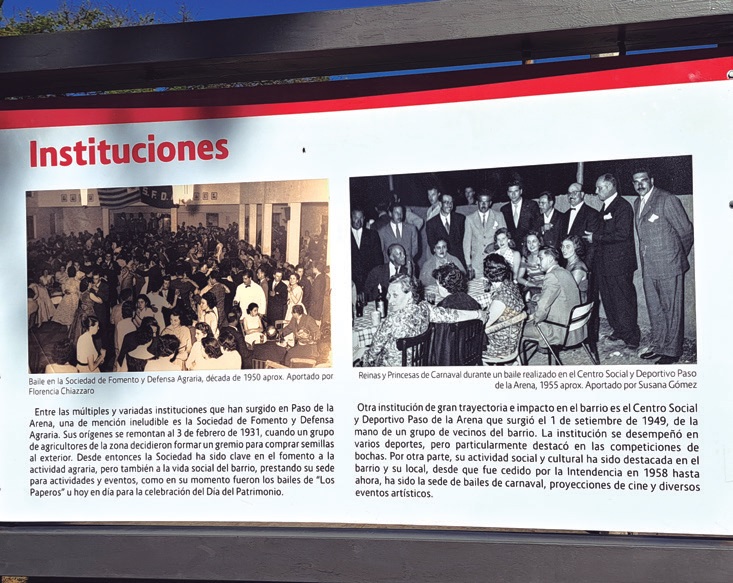 Instituciones
S.F.D.
Baile en la Sociedad de Fomento y Defensa Agraria, década de 1950 aprox. Aportado por
Florencia Chiazzaro
Entre las múltiples y variadas instituciones que han surgido en Paso de la
Arena, una de mención ineludible es la Sociedad de Fomento y Defensa
Agraria. Sus orígenes se remontan al 3 de febrero de 1931, cuando un grupo
de agricultores de la zona decidieron formar un gremio para comprar semillas
al exterior. Desde entonces la Sociedad ha sido clave en el fomento a la
actividad agraria, pero también a la vida social del barrio, prestando su sede
para actividades y eventos, como en su momento fueron los bailes de “Los
Paperos” u hoy en día para la celebración del Día del Patrimonio.
Reinas y Princesas de Carnaval durante un baile realizado en el Centro Social y Deportivo Paso
de la Arena, 1955 aprox. Aportado por Susana Gómez
Otra institución de gran trayectoria e impacto en el barrio es el Centro Social
y Deportivo Paso de la Arena que surgió el 1 de setiembre de 1949, de la
mano de un grupo de vecinos del barrio. La institución se desempeñó en
varios deportes, pero particularmente destacó en las competiciones de
bochas. Por otra parte, su actividad social y cultural ha sido destacada en el
barrio y su local, desde que fue cedido por la Intendencia en 1958 hasta
ahora, ha sido la sede de bailes de carnaval, proyecciones de cine y diversos
eventos artísticos.